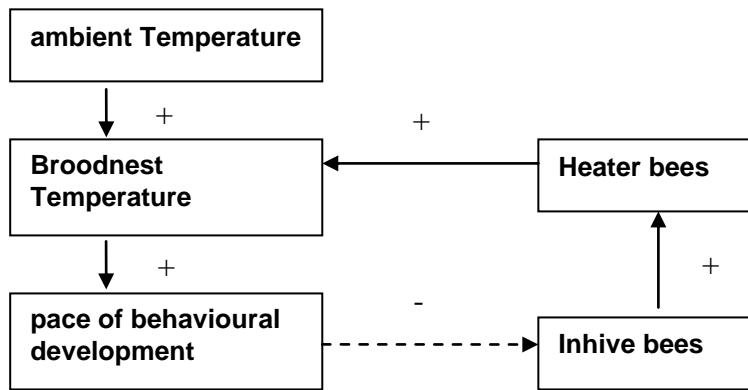 ambient Temperature
+
+
Broodnest
Temperature
Heater bees
+
+
-
pace of behavioural
development
Inhive bees